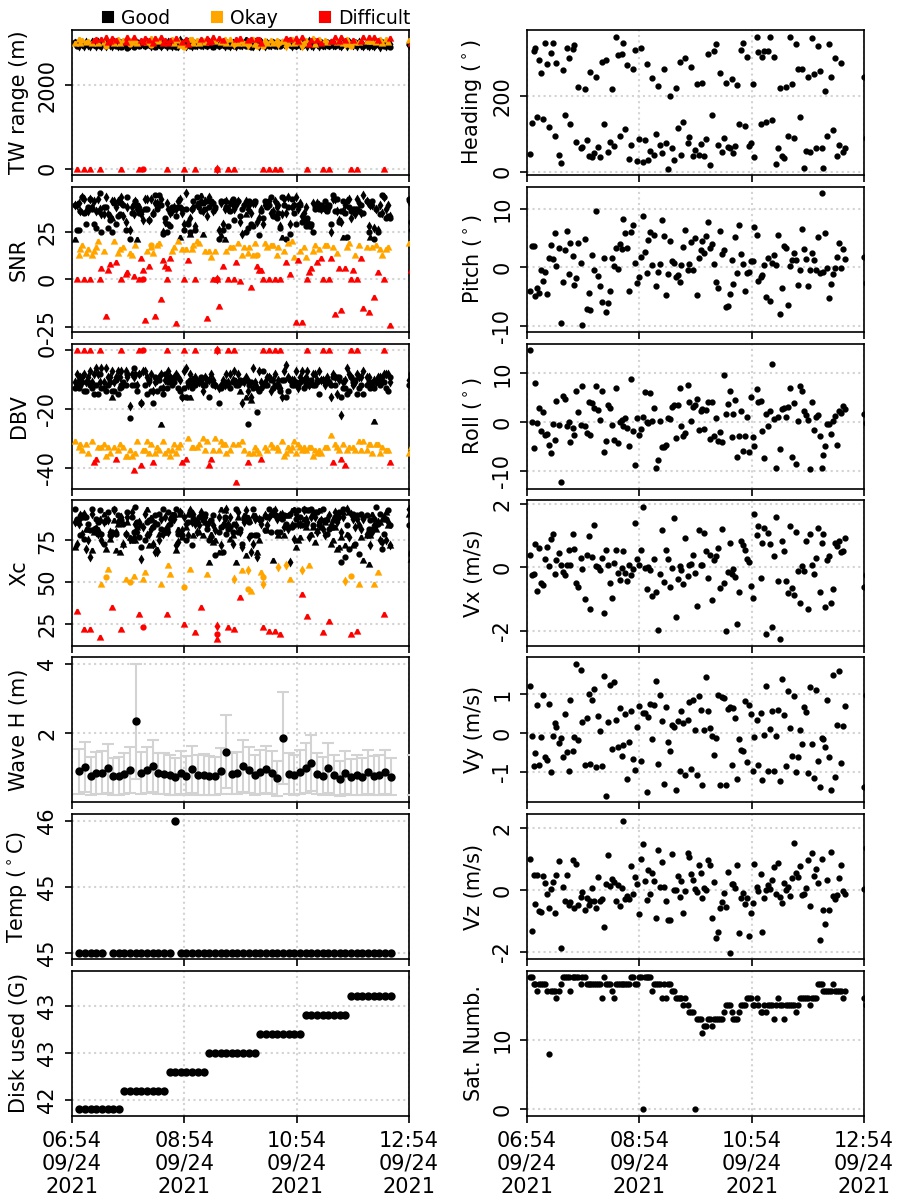 Good Okay Difficult
TW range (m)
2000
0
Heading (°)
200
0
SNR
25
0
-25
Pitch (°)
10
0
-10
DBV
0
-20
-40
Roll (°)
10
0
-10
Xc
75
50
25
Vx (m/s)
2
0
-2
Wave H (m)
4
2
Vy (m/s)
1
0
-1
Temp (°C)
46
45
45
Vz (m/s)
2
0
-2
Disk used (G)
43
43
42
Sat. Numb.
10
0
06:54 08:54 10:54 12:54
09/24 09/24 09/24 09/24
2021 2021 2021 2021
06:54 08:54 10:54 12:54
09/24 09/24 09/24 09/24
2021 2021 2021 2021